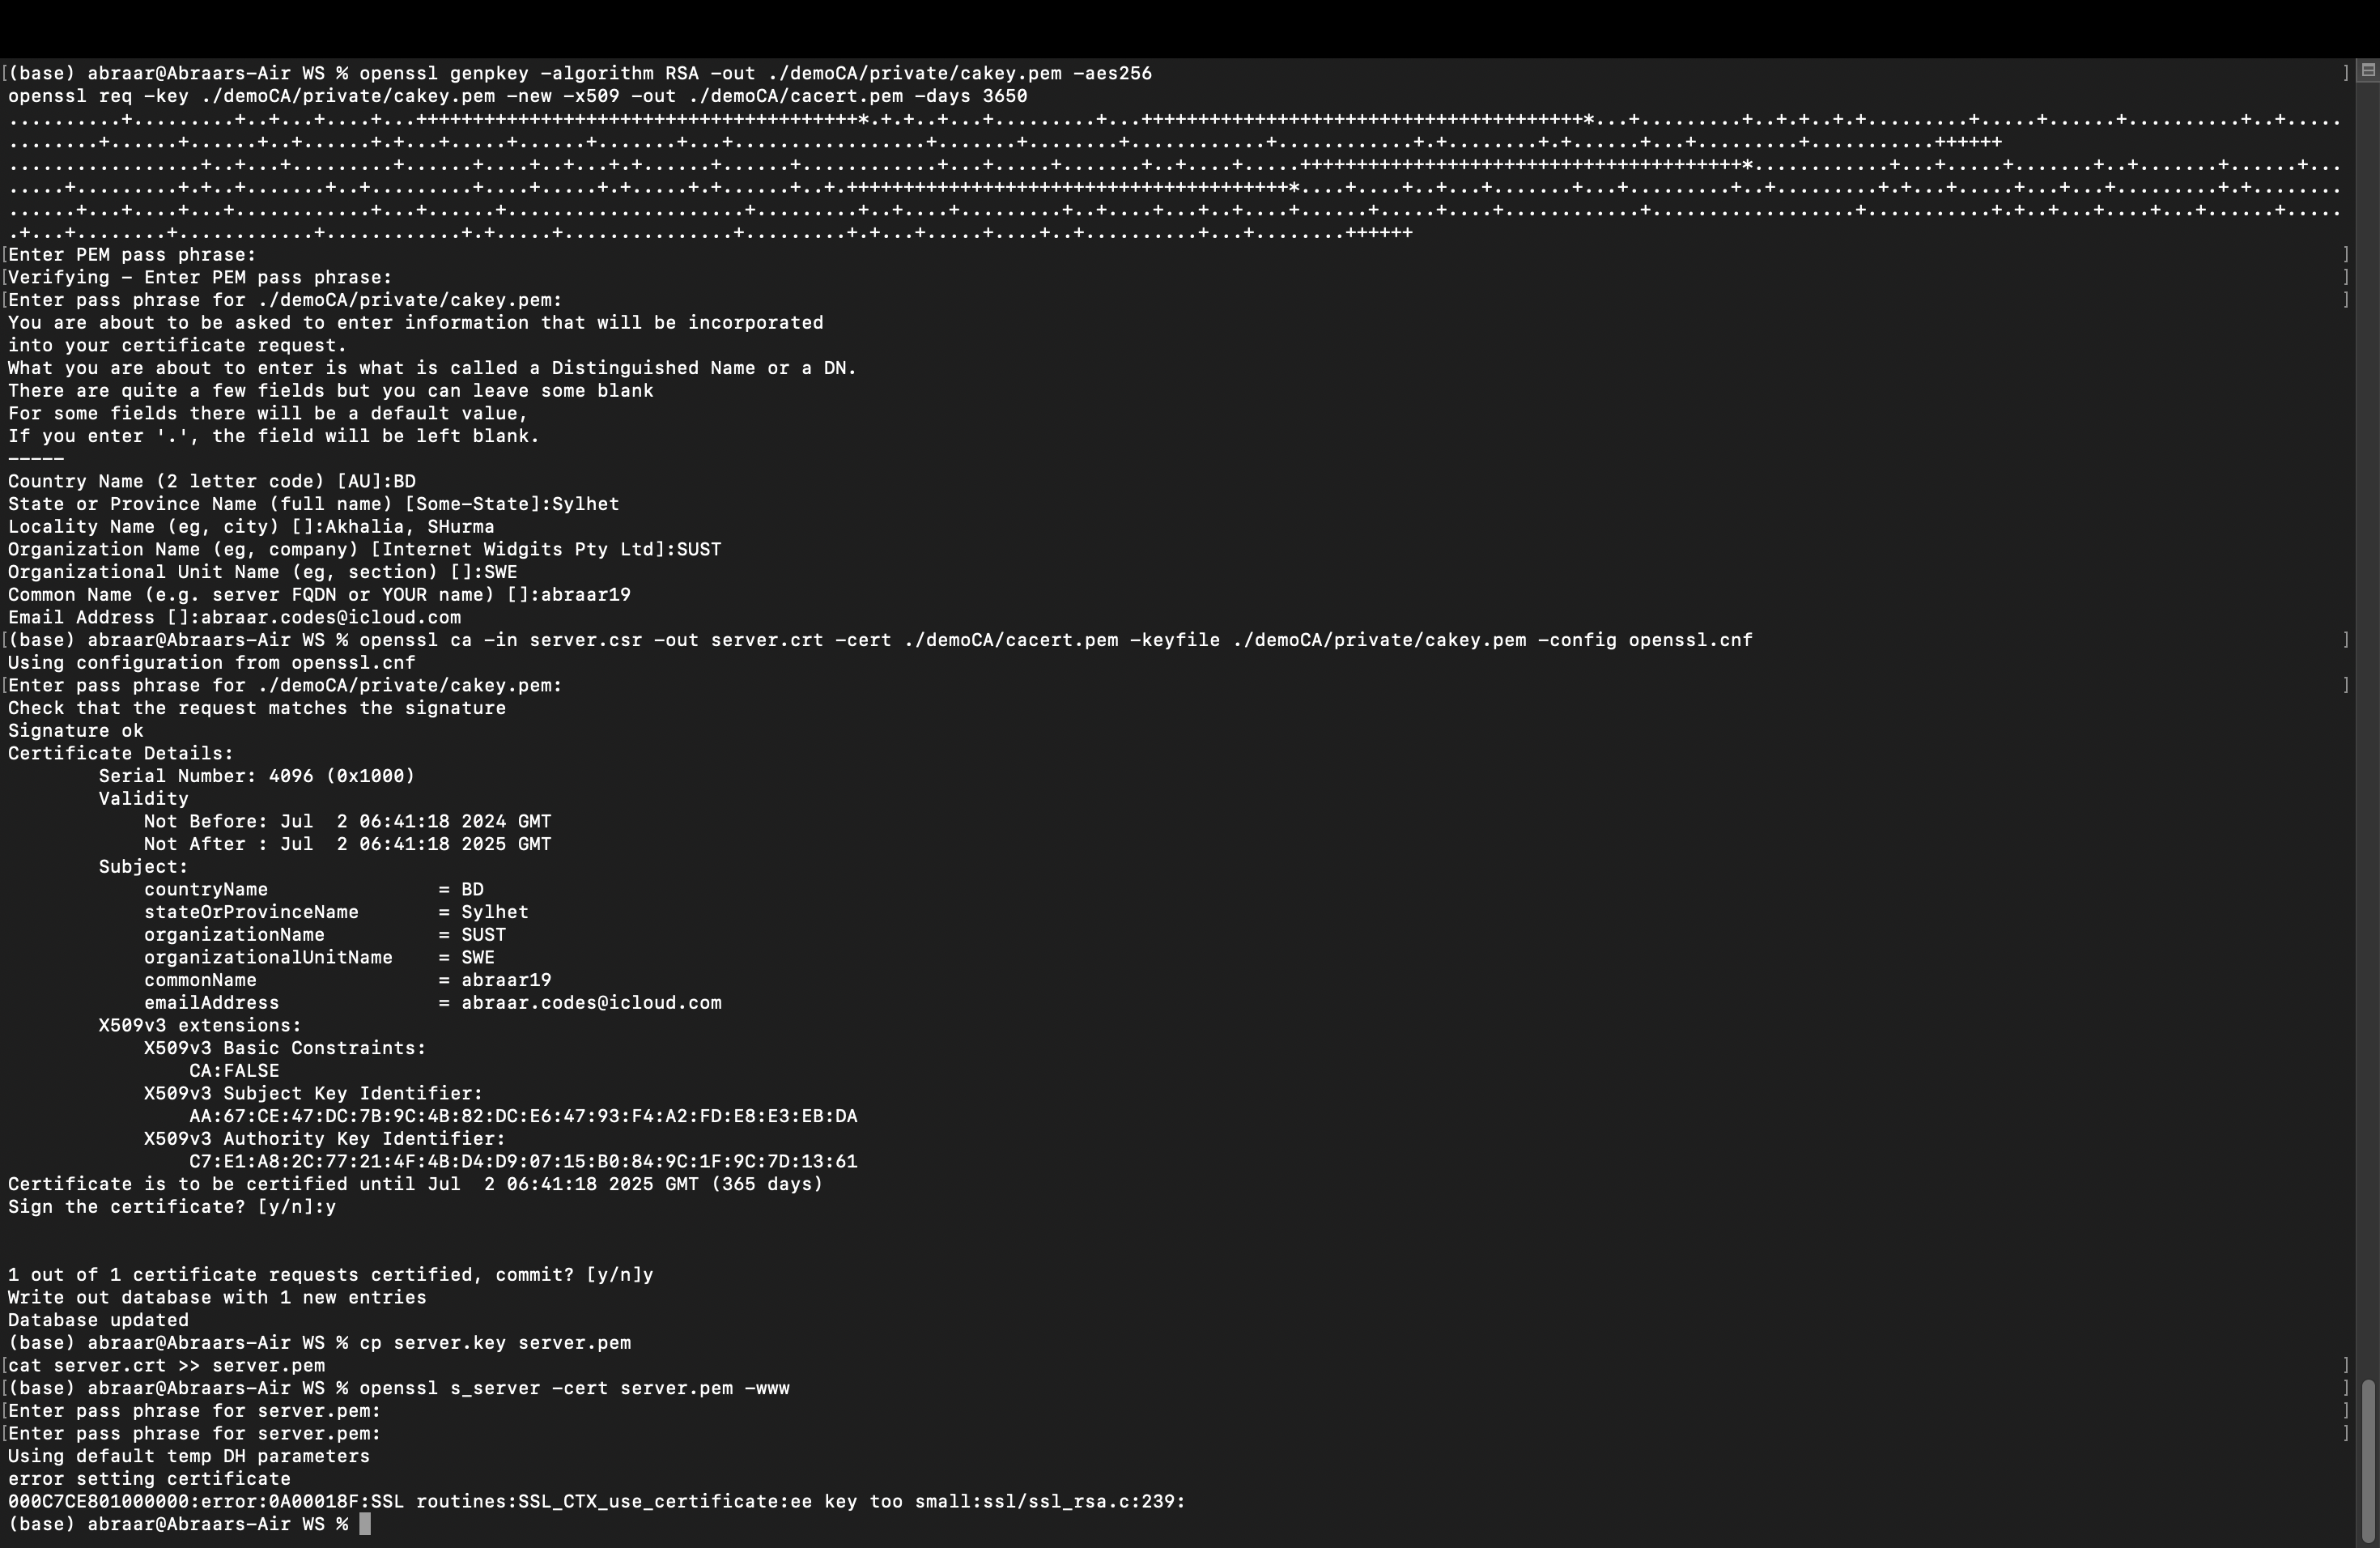 [(base) abraar@Abraars-Air WS % openssl genpkey -algorithm RSA -out ./demoCA/private/cakey.pem -aes256 ]
openssl req -key ./demoCA/private/cakey.pem -new -x509 -out ./demoCA/cacert.pem -days 3650
[Enter PEM pass phrase: ]
[Verifying - Enter PEM pass phrase: ]
[Enter pass phrase for ./demoCA/private/cakey.pem: ]
You are about to be asked to enter information that will be incorporated
into your certificate request.
What you are about to enter is what is called a Distinguished Name or a DN.
There are quite a few fields but you can leave some blank
For some fields there will be a default value,
If you enter '.', the field will be left blank.
-----
Country Name (2 letter code) [AU]:BD
State or Province Name (full name) [Some-State]:Sylhet
Locality Name (eg, city) []:Akhalia, SHurma
Organization Name (eg, company) [Internet Widgits Pty Ltd]:SUST
Organizational Unit Name (eg, section) []:SWE
Common Name (e.g. server FQDN or YOUR name) []:abraar19
Email Address []:abraar.codes@icloud.com
[(base) abraar@Abraars-Air WS % openssl ca -in server.csr -out server.crt -cert ./demoCA/cacert.pem -keyfile ./demoCA/private/cakey.pem -config openssl.cnf ]
Using configuration from openssl.cnf
[Enter pass phrase for ./demoCA/private/cakey.pem: ]
Check that the request matches the signature
Signature ok
Certificate Details:
Serial Number: 4096 (0x1000)
Validity
Not Before: Jul  2 06:41:18 2024 GMT
Not After : Jul  2 06:41:18 2025 GMT
Subject:
countryName = BD
stateOrProvinceName = Sylhet
organizationName = SUST
organizationalUnitName = SWE
commonName = abraar19
emailAddress = abraar.codes@icloud.com
X509v3 extensions:
X509v3 Basic Constraints:
CA:FALSE
X509v3 Subject Key Identifier:
AA:67:CE:47:DC:7B:9C:4B:82:DC:E6:47:93:F4:A2:FD:E8:E3:EB:DA
X509v3 Authority Key Identifier:
C7:E1:A8:2C:77:21:4F:4B:D4:D9:07:15:B0:84:9C:1F:9C:7D:13:61
Certificate is to be certified until Jul  2 06:41:18 2025 GMT (365 days)
Sign the certificate? [y/n]:y
1 out of 1 certificate requests certified, commit? [y/n]y
Write out database with 1 new entries
Database updated
(base) abraar@Abraars-Air WS % cp server.key server.pem
[cat server.crt >> server.pem ]
[(base) abraar@Abraars-Air WS % openssl s_server -cert server.pem -www ]
[Enter pass phrase for server.pem: ]
[Enter pass phrase for server.pem: ]
Using default temp DH parameters
error setting certificate
000C7CE801000000:error:0A00018F:SSL routines:SSL_CTX_use_certificate:ee key too small:ssl/ssl_rsa.c:239:
(base) abraar@Abraars-Air WS %